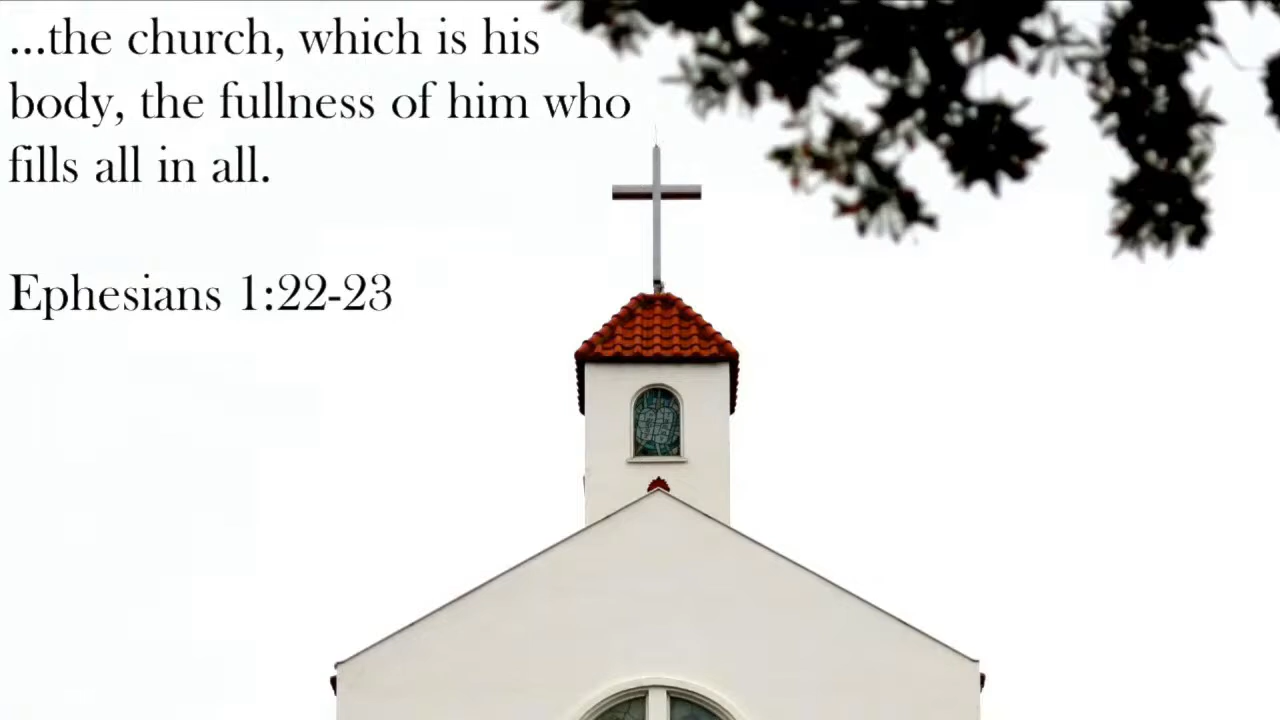 ...the church, which is his
body, the fullness of him who
fills all in all.
Ephesians 1:22-23